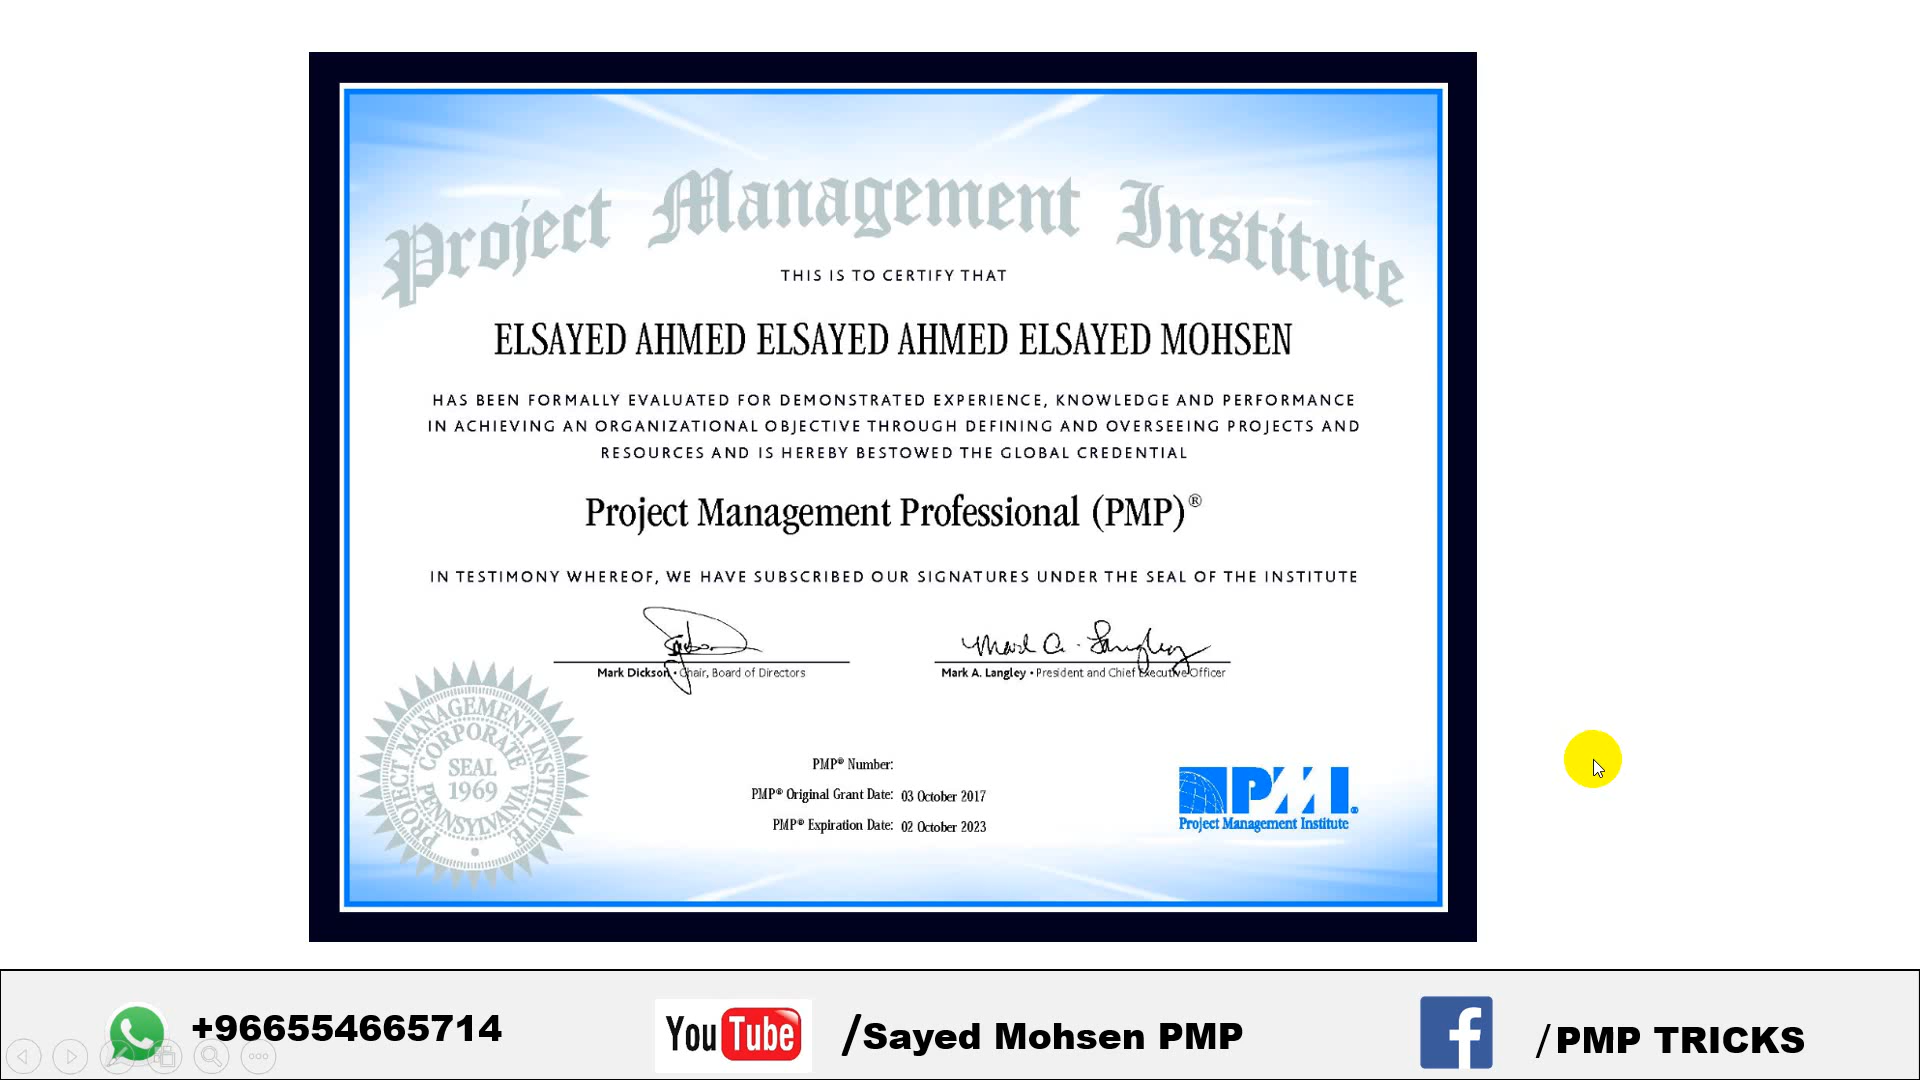 Project Management Institute
THIS IS TO CERTIFY THAT
ELSAYED AHMED ELSAYED AHMED ELSAYED MOHSEN
HAS BEEN FORMALLY EVALUATED FOR DEMONSTRATED EXPERIENCE, KNOWLEDGE AND PERFORMANCE
IN ACHIEVING AN ORGANIZATIONAL OBJECTIVE THROUGH DEFINING AND OVERSEEING PROJECTS AND
RESOURCES AND IS HEREBY BESTOWED THE GLOBAL CREDENTIAL
Project Management Professional (PMP)®
IN TESTIMONY WHEREOF, WE HAVE SUBSCRIBED OUR SIGNATURES UNDER THE SEAL OF THE INSTITUTE
Mark A. Langley
Mark Dickson • Chair, Board of Directors
Mark A. Langley • President and Chief Executive Officer
PROJECT MANAGEMENT INSTITUTE
CORPORATE
SEAL
1969
PENNSYLVANIA
PMP® Number:
PMP® Original Grant Date: 03 October 2017
PMP® Expiration Date: 02 October 2023
PMI®
Project Management Institute
+966554665714
YouTube
/Sayed Mohsen PMP
f
/PMP TRICKS